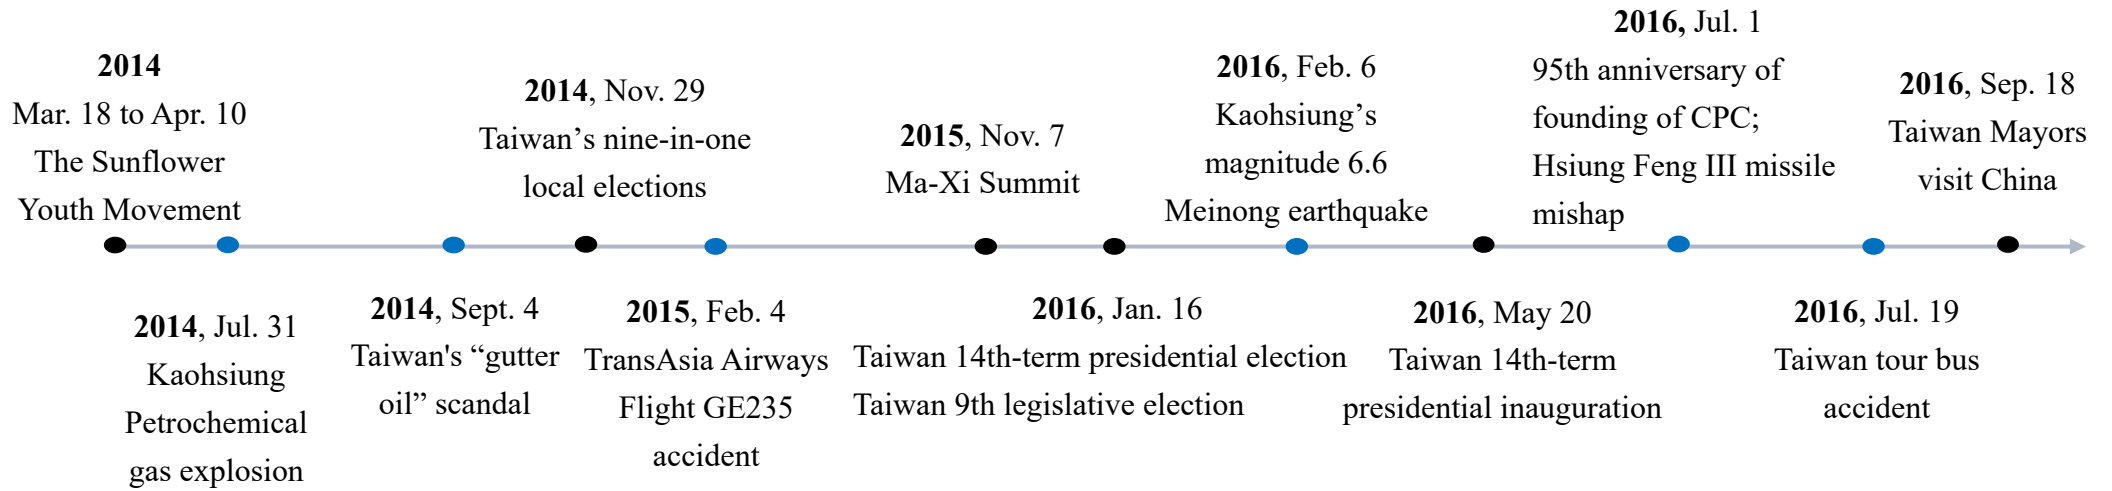 2014
Mar. 18 to Apr. 10
The Sunflower
Youth Movement
2014, Jul. 31
Kaohsiung
Petrochemical
gas explosion
2014, Sept. 4
Taiwan's “gutter
oil” scandal
2014, Nov. 29
Taiwan’s nine-in-one
local elections
2015, Feb. 4
TransAsia Airways
Flight GE235
accident
2015, Nov. 7
Ma-Xi Summit
2016, Jan. 16
Taiwan 14th-term presidential election
Taiwan 9th legislative election
2016, Feb. 6
Kaohsiung’s
magnitude 6.6
Meinong earthquake
2016, May 20
Taiwan 14th-term
presidential inauguration
2016, Jul. 1
95th anniversary of
founding of CPC;
Hsiung Feng III missile
mishap
2016, Jul. 19
Taiwan tour bus
accident
2016, Sep. 18
Taiwan Mayors
visit China